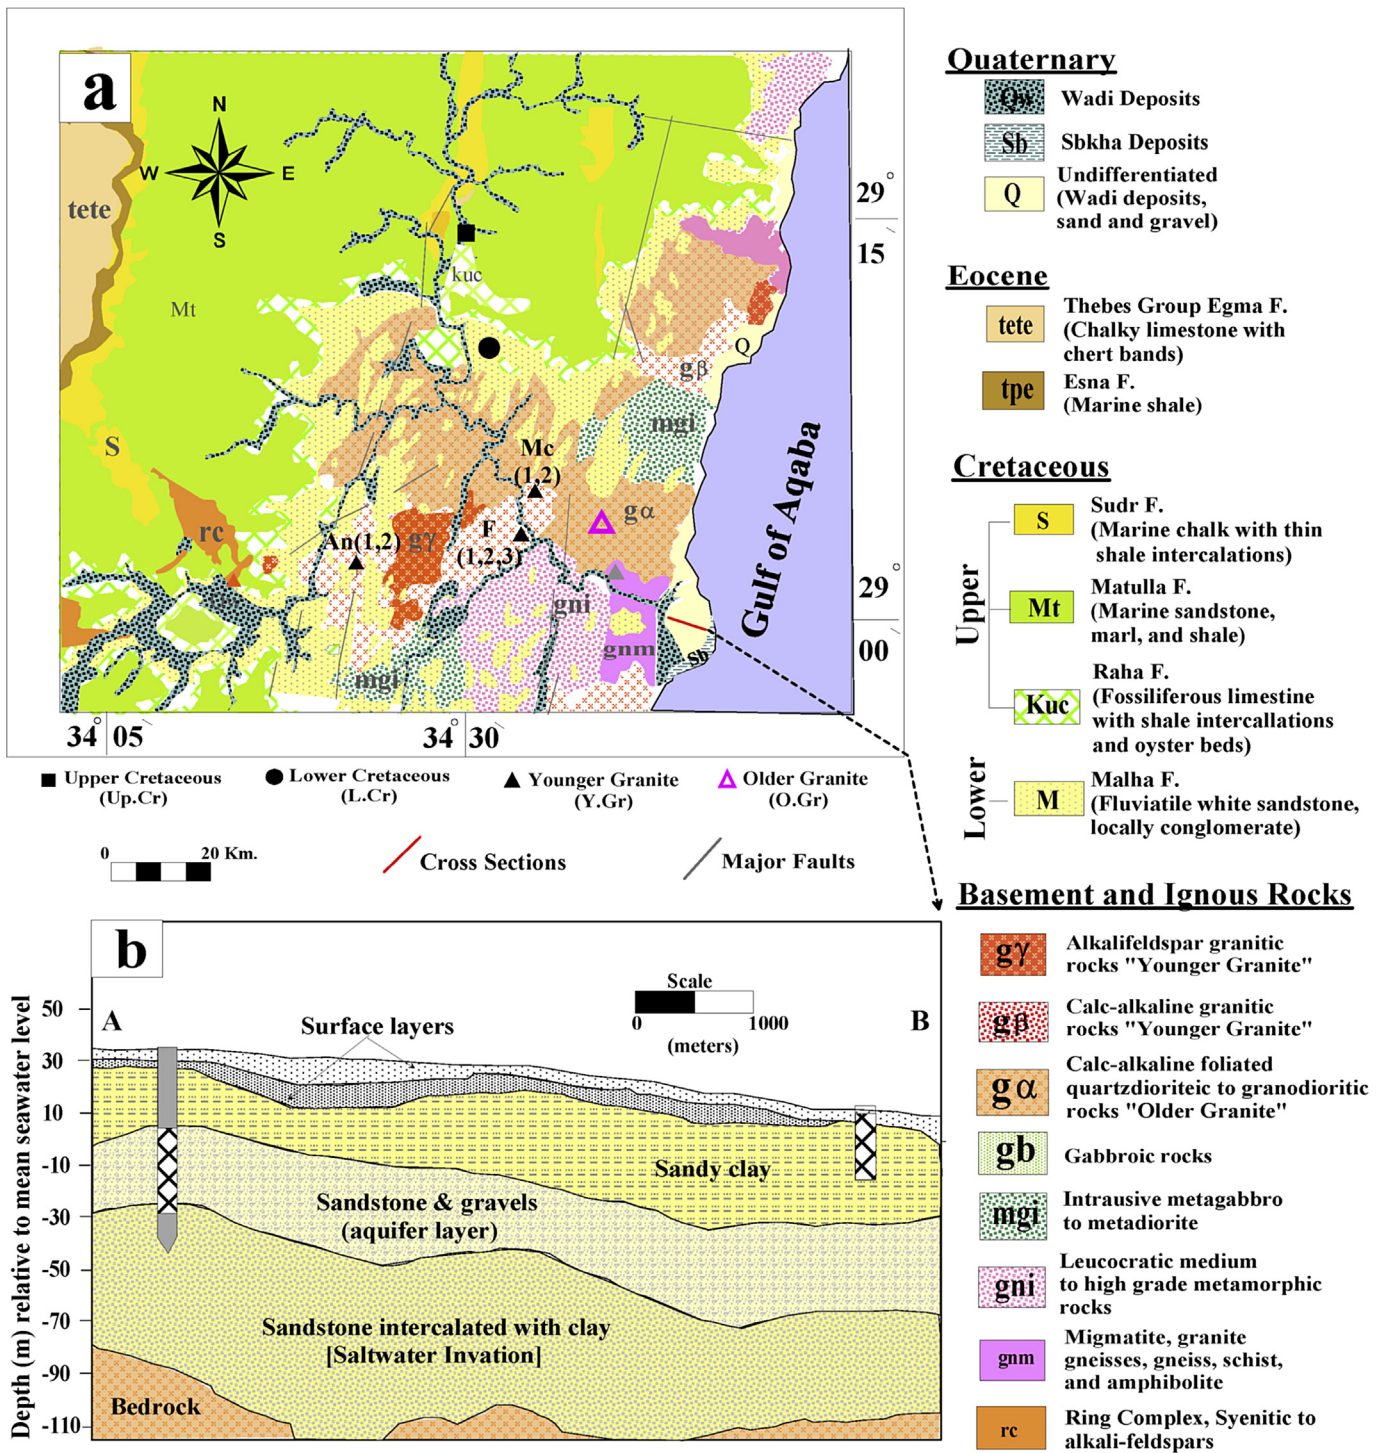 a
N
W
E
S
tete
Mt
kuc
S
rc
An(1,2)
gγ
F
(1,2,3)
Mc
(1,2)
gα
gβ
Q
mgi
gni
gnm
mgi
Sb
Gulf of Aqaba
29°
15
29°
00
34° 05
34° 30
Upper Cretaceous
(Up.Cr)
Lower Cretaceous
(L.Cr)
Younger Granite
(Y.Gr)
Older Granite
(O.Gr)
0
20 Km.
Cross Sections
Major Faults
Quaternary
Qw
Wadi Deposits
Sb
Sbkha Deposits
Q
Undifferentiated
(Wadi deposits,
sand and gravel)
Eocene
tete
Thebes Group Egma F.
(Chalky limestone with
chert bands)
tpe
Esna F.
(Marine shale)
Cretaceous
Upper
S
Sudr F.
(Marine chalk with thin
shale intercalations)
Mt
Matulla F.
(Marine sandstone,
marl, and shale)
Kuc
Raha F.
(Fossiliferous limestine
with shale intercallations
and oyster beds)
Lower
M
Malha F.
(Fluviatile white sandstone,
locally conglomerate)
Basement and Ignous Rocks
gγ
Alkalifeldspar granitic
rocks "Younger Granite"
gβ
Calc-alkaline granitic
rocks "Younger Granite"
gα
Calc-alkaline foliated
quartzdioriteic to granodioritic
rocks "Older Granite"
gb
Gabbroic rocks
mgi
Intrausive metagabbro
to metadiorite
gni
Leucocratic medium
to high grade metamorphic
rocks
gnm
Migmatite, granite
gneisses, gneiss, schist,
and amphibolite
rc
Ring Complex, Syenitic to
alkali-feldspars
b
Depth (m) relative to mean seawater level
50
30
10
-10
-30
-50
-70
-90
-110
A
B
Surface layers
Scale
0
1000
(meters)
Sandy clay
Sandstone & gravels
(aquifer layer)
Sandstone intercalated with clay
[Saltwater Invation]
Bedrock